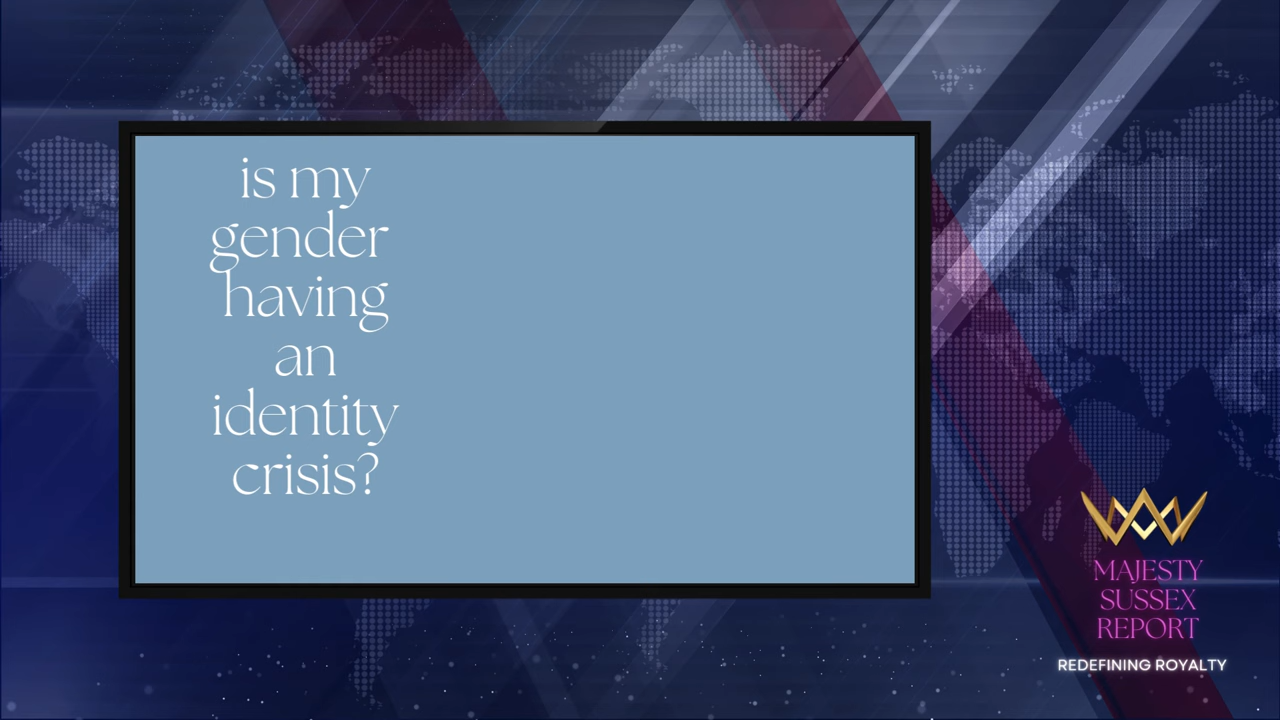 is my
gender
having
an
identity
crisis?
MAJESTY
SUSSEX
REPORT
REDEFINING ROYALTY